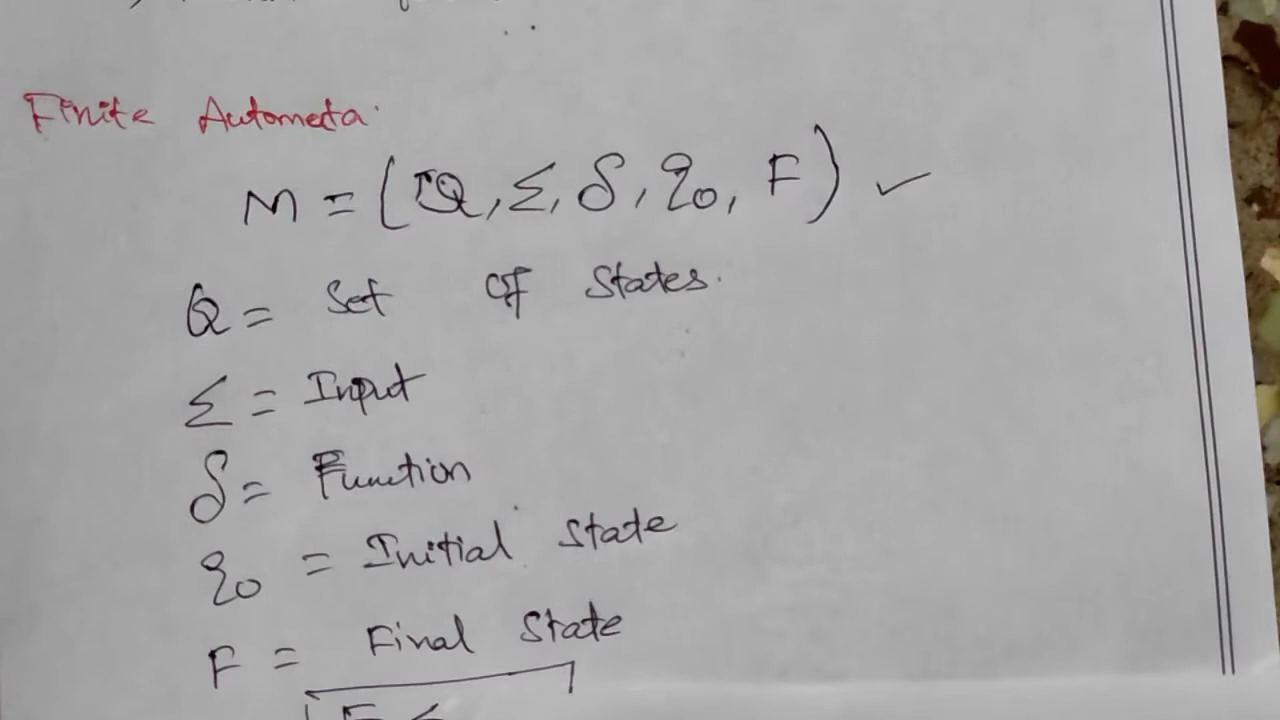 Finite Automata
M = (Q, Σ, δ, q0, F) ✓
Q = Set of States.
Σ = Input
δ = Function
q0 = Initial State
F = Final State